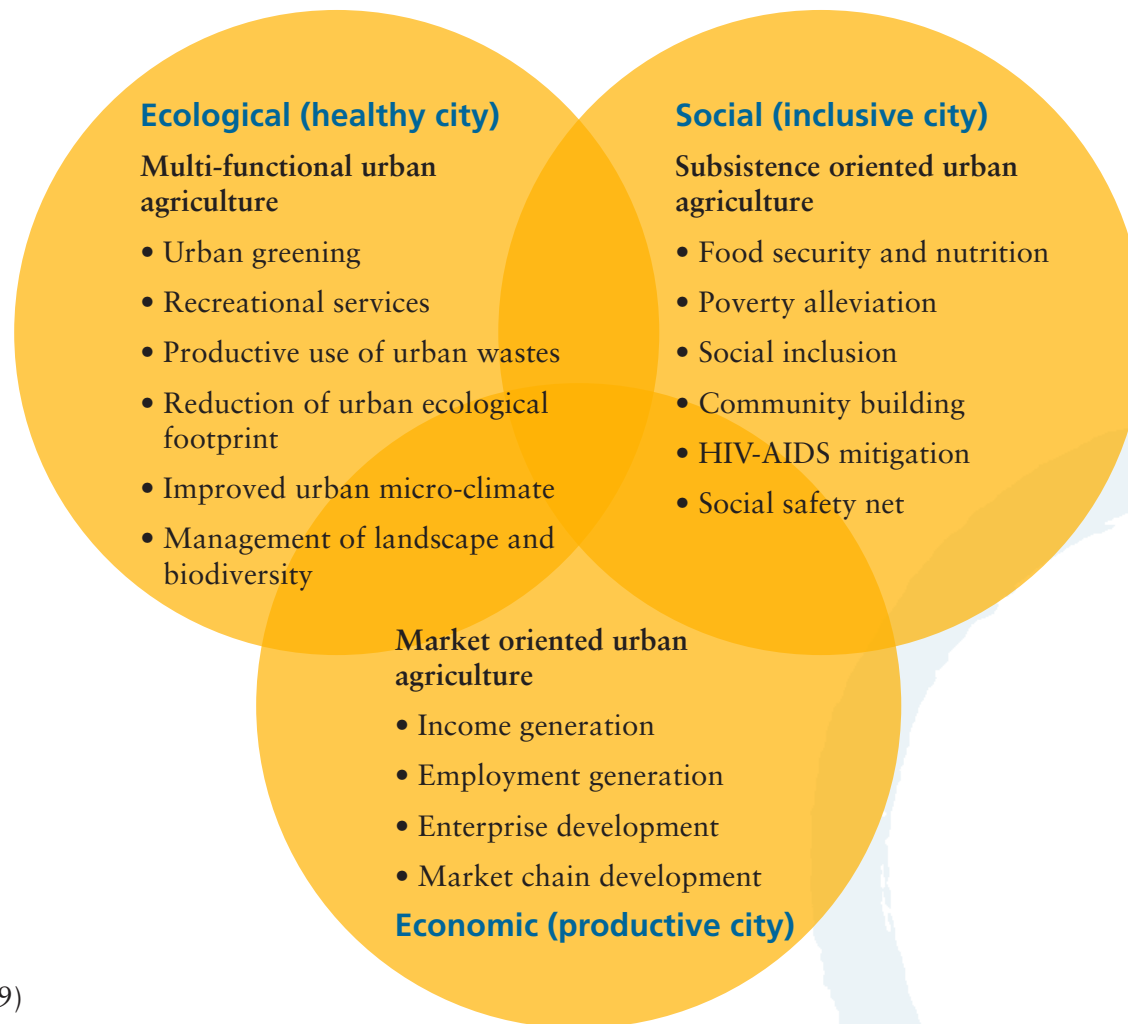 Ecological (healthy city)
Multi-functional urban
agriculture
• Urban greening
• Recreational services
• Productive use of urban wastes
• Reduction of urban ecological
footprint
• Improved urban micro-climate
• Management of landscape and
biodiversity
Social (inclusive city)
Subsistence oriented urban
agriculture
• Food security and nutrition
• Poverty alleviation
• Social inclusion
• Community building
• HIV-AIDS mitigation
• Social safety net
Market oriented urban
agriculture
• Income generation
• Employment generation
• Enterprise development
• Market chain development
Economic (productive city)
9)